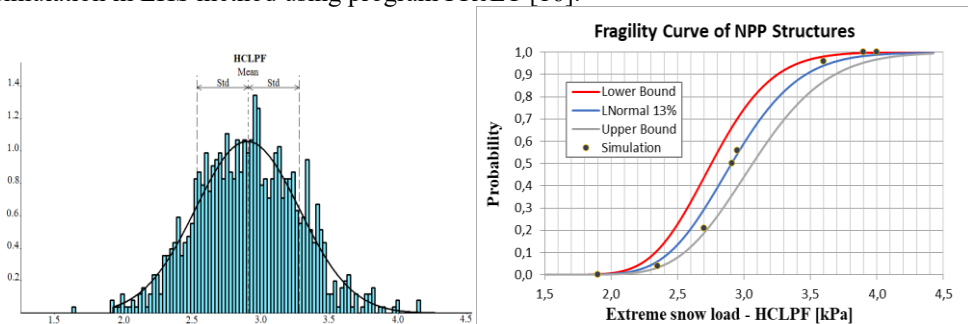 simulation in LHS method using program FReET [10].
HCLPF
Mean
Std Std
1.4
1.2
1.0
0.8
0.6
0.4
0.2
1.5 2.0 2.5 3.0 3.5 4.0 4.5
Fragility Curve of NPP Structures
Probability
1,0
0,9
0,8
0,7
0,6
0,5
0,4
0,3
0,2
0,1
0,0
Lower Bound
LNormal 13%
Upper Bound
Simulation
1,5 2,0 2,5 3,0 3,5 4,0 4,5
Extreme snow load - HCLPF [kPa]